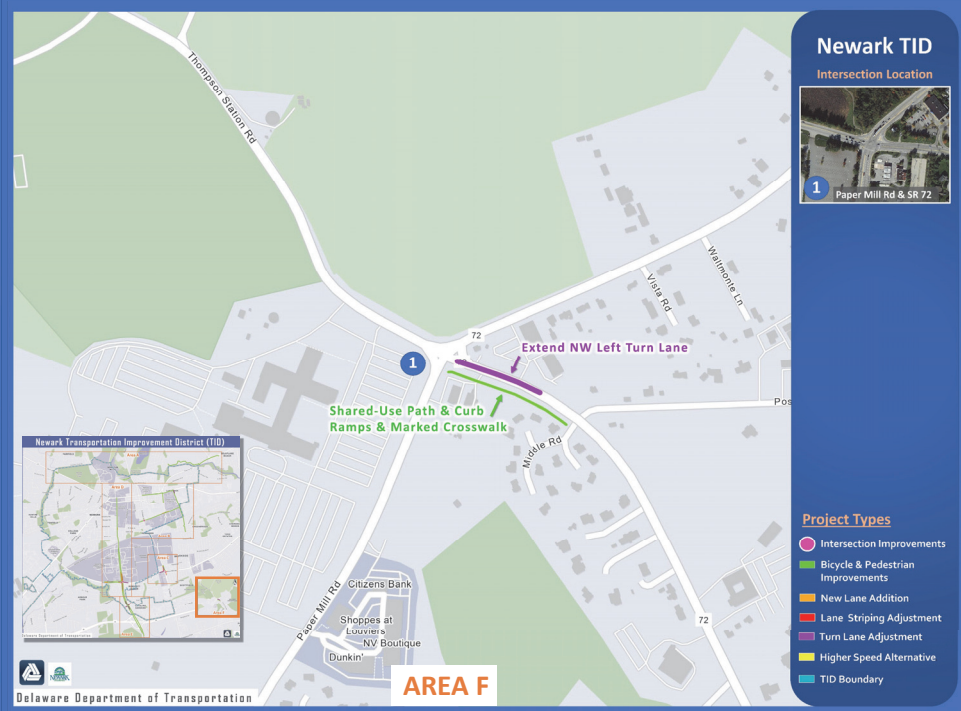 Newark TID
Intersection Location
1
Paper Mill Rd & SR 72
Thompson Station Rd
Vista Rd
Waltmonte Ln
72
1
Extend NW Left Turn Lane
Shared-Use Path & Curb
Ramps & Marked Crosswalk
Pos
Middle Rd
Newark Transportation Improvement District (TID)
Paper Mill Rd
Citizens Bank
Shoppes at
Louviers
NV Boutique
Dunkin'
72
Project Types
Intersection Improvements
Bicycle & Pedestrian
Improvements
New Lane Addition
Lane Striping Adjustment
Turn Lane Adjustment
Higher Speed Alternative
TID Boundary
NEWARK
Delaware Department of Transportation
AREA F